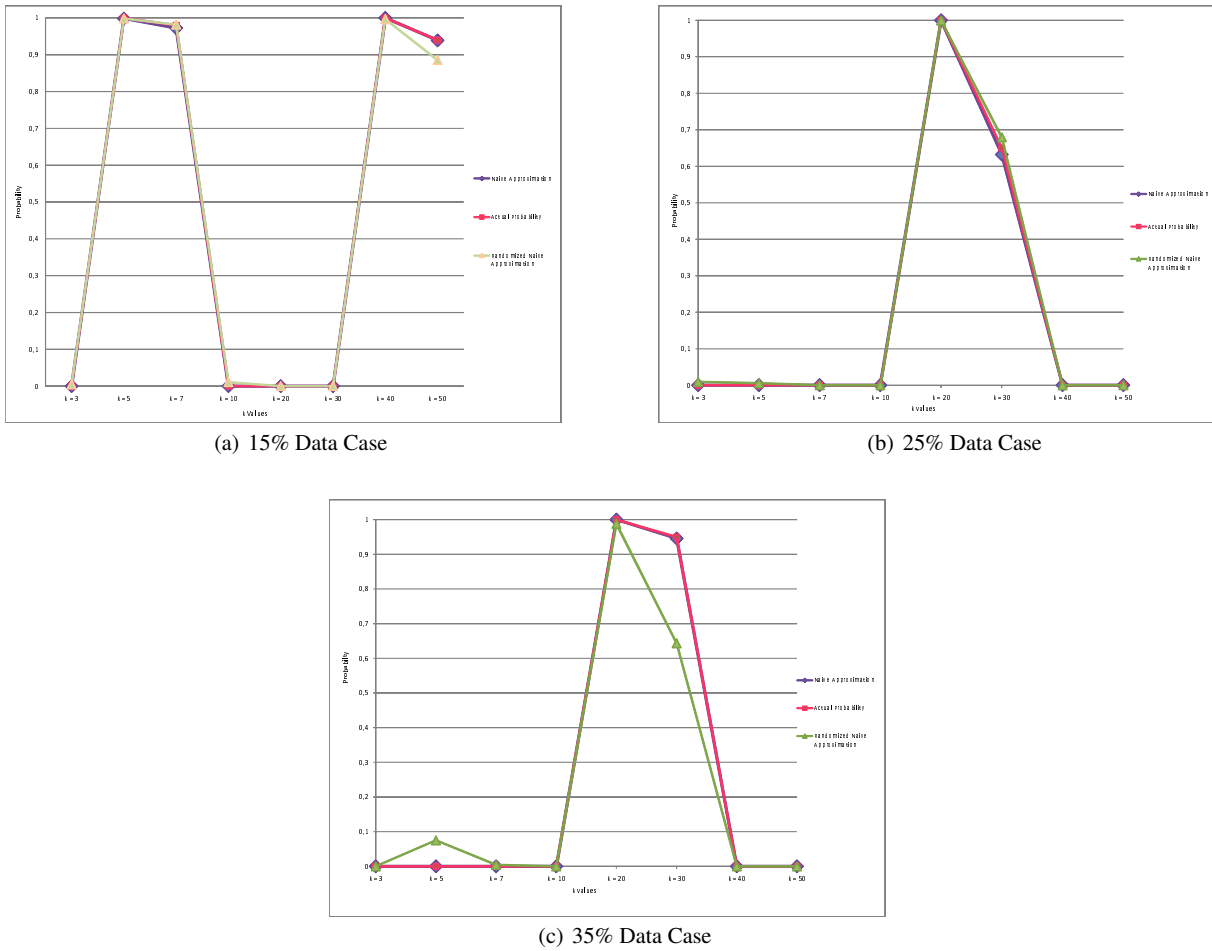 1
0,9
0,8
0,7
0,6
0,5
0,4
0,3
0,2
0,1
0
Probability
k = 3
k = 5
k = 7
k = 10
k = 20
k = 30
k = 40
k = 50
k Values
Naive Approximation
Actual Probability
Randomized Naive
Approximation
(a) 15% Data Case
1
0,9
0,8
0,7
0,6
0,5
0,4
0,3
0,2
0,1
0
Probability
k = 3
k = 5
k = 7
k = 10
k = 20
k = 30
k = 40
k = 50
k Values
Naive Approximation
Actual Probability
Randomized Naive
Approximation
(b) 25% Data Case
1
0,9
0,8
0,7
0,6
0,5
0,4
0,3
0,2
0,1
0
Probability
k = 3
k = 5
k = 7
k = 10
k = 20
k = 30
k = 40
k = 50
k values
Naive Approximation
Actual Probability
Randomized Naive
Approximation
(c) 35% Data Case